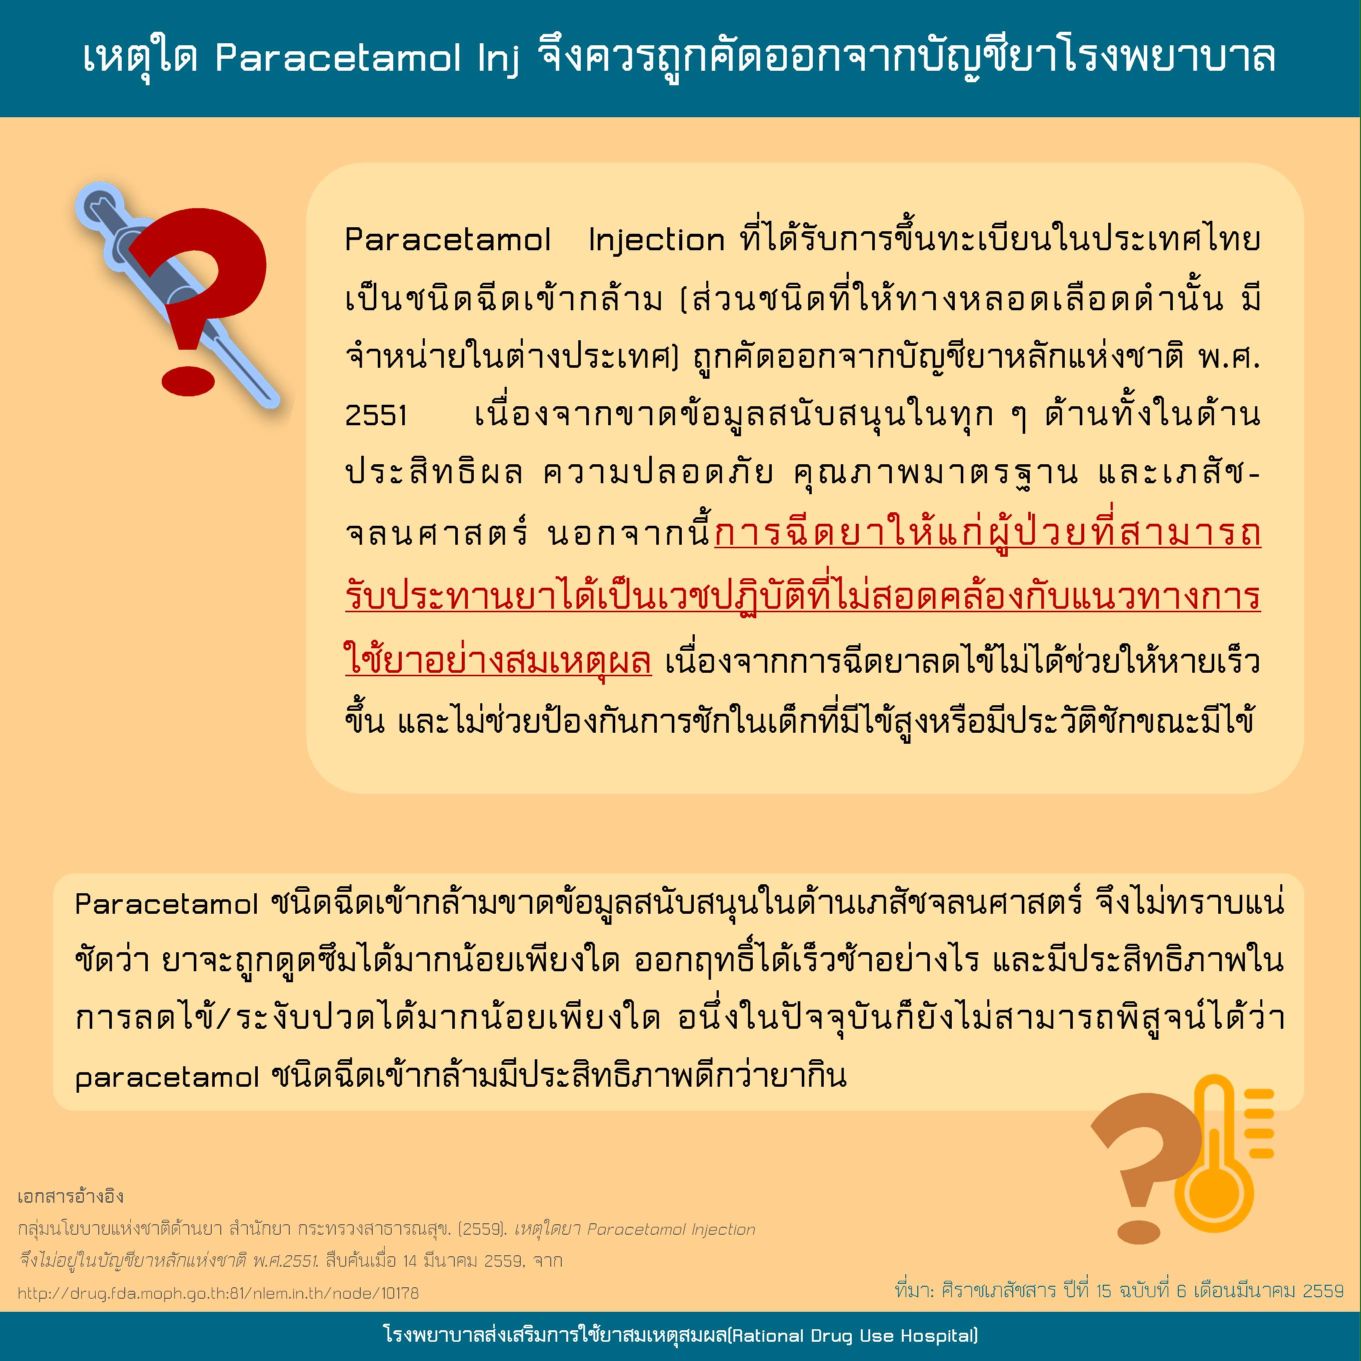 เหตุใด Paracetamol Inj จึงควรถูกคัดออกจากบัญชียาโรงพยาบาล
Paracetamol Injection ที่ได้รับการขึ้นทะเบียนในประเทศไทย
เป็นชนิดฉีดเข้ากล้าม (ส่วนชนิดที่ให้ทางหลอดเลือดดำนั้น มี
จำหน่ายในต่างประเทศ) ถูกคัดออกจากบัญชียาหลักแห่งชาติ พ.ศ.
2551 เนื่องจากขาดข้อมูลสนับสนุนในทุก ๆ ด้านทั้งในด้าน
ประสิทธิผล ความปลอดภัย คุณภาพมาตรฐาน และเภสัช-
จลนศาสตร์ นอกจากนี้การฉีดยาให้แก่ผู้ป่วยที่สามารถ
รับประทานยาได้เป็นเวชปฏิบัติที่ไม่สอดคล้องกับแนวทางการ
ใช้ยาอย่างสมเหตุผล เนื่องจากการฉีดยาลดไข้ไม่ได้ช่วยให้หายเร็ว
ขึ้น และไม่ช่วยป้องกันการชักในเด็กที่มีไข้สูงหรือมีประวัติชักขณะมีไข้
Paracetamol ชนิดฉีดเข้ากล้ามขาดข้อมูลสนับสนุนในด้านเภสัชจลนศาสตร์ จึงไม่ทราบแน่
ชัดว่า ยาจะถูกดูดซึมได้มากน้อยเพียงใด ออกฤทธิ์ได้เร็วช้าอย่างไร และมีประสิทธิภาพใน
การลดไข้/ระงับปวดได้มากน้อยเพียงใด อนึ่งในปัจจุบันก็ยังไม่สามารถพิสูจน์ได้ว่า
paracetamol ชนิดฉีดเข้ากล้ามมีประสิทธิภาพดีกว่ายากิน
เอกสารอ้างอิง
กลุ่มนโยบายแห่งชาติด้านยา สำนักยา กระทรวงสาธารณสุข. (2559). เหตุใดยา Paracetamol Injection
จึงไม่อยู่ในบัญชียาหลักแห่งชาติ พ.ศ.2551. สืบค้นเมื่อ 14 มีนาคม 2559, จาก
http://drug.fda.moph.go.th:81/nlem.in.th/node/10178
ที่มา: ศิราชเภสัชสาร ปีที่ 15 ฉบับที่ 6 เดือนมีนาคม 2559
โรงพยาบาลส่งเสริมการใช้ยาสมเหตุสมผล(Rational Drug Use Hospital)